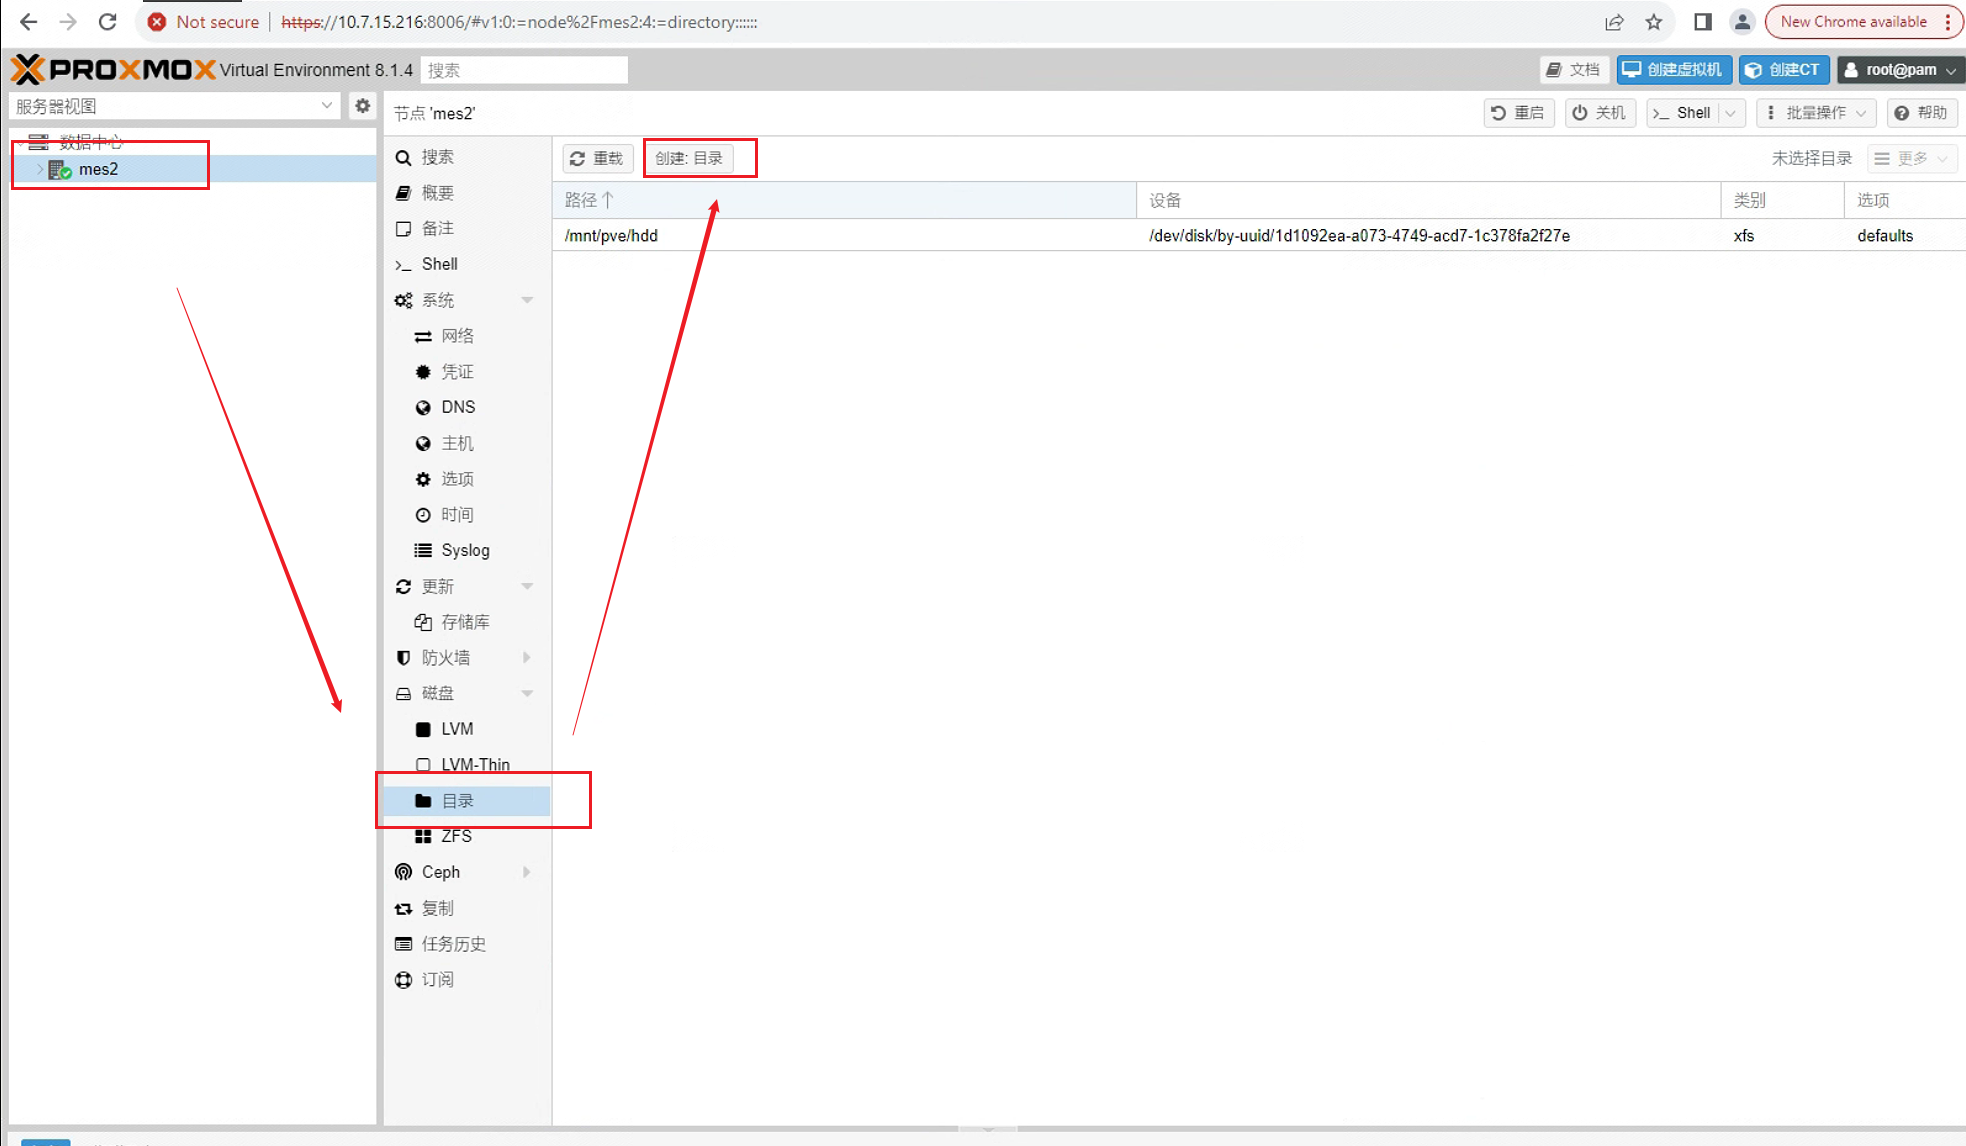 Not secure https://10.7.15.216:8006/#v1:0:=node%2Fmes2:4:=directory:::::: New Chrome available
PROXMOX Virtual Environment 8.1.4 搜索 文档 创建虚拟机 创建CT root@pam
服务器视图 节点 'mes2' 重启 关机 >_ Shell 批量操作 帮助
数据中心
mes2
搜索
概要
备注
>_ Shell
系统
网络
凭证
DNS
主机
选项
时间
Syslog
更新
存储库
防火墙
磁盘
LVM
LVM-Thin
目录
ZFS
Ceph
复制
任务历史
订阅
重载 创建: 目录 未选择目录 更多
路径 设备 类别 选项
/mnt/pve/hdd /dev/disk/by-uuid/1d1092ea-a073-4749-acd7-1c378fa2f27e xfs defaults